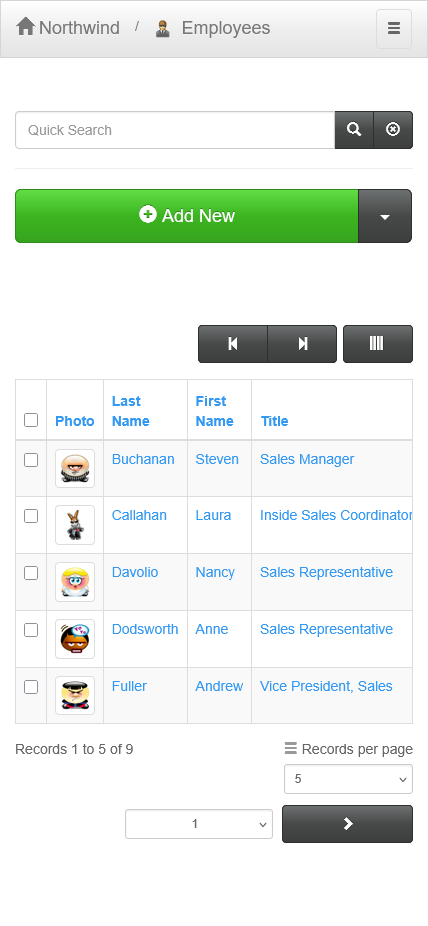 Northwind / Employees
Quick Search
Add New
Photo Last Name First Name Title
Buchanan Steven Sales Manager
Callahan Laura Inside Sales Coordinator
Davolio Nancy Sales Representative
Dodsworth Anne Sales Representative
Fuller Andrew Vice President, Sales
Records 1 to 5 of 9 Records per page
5
1